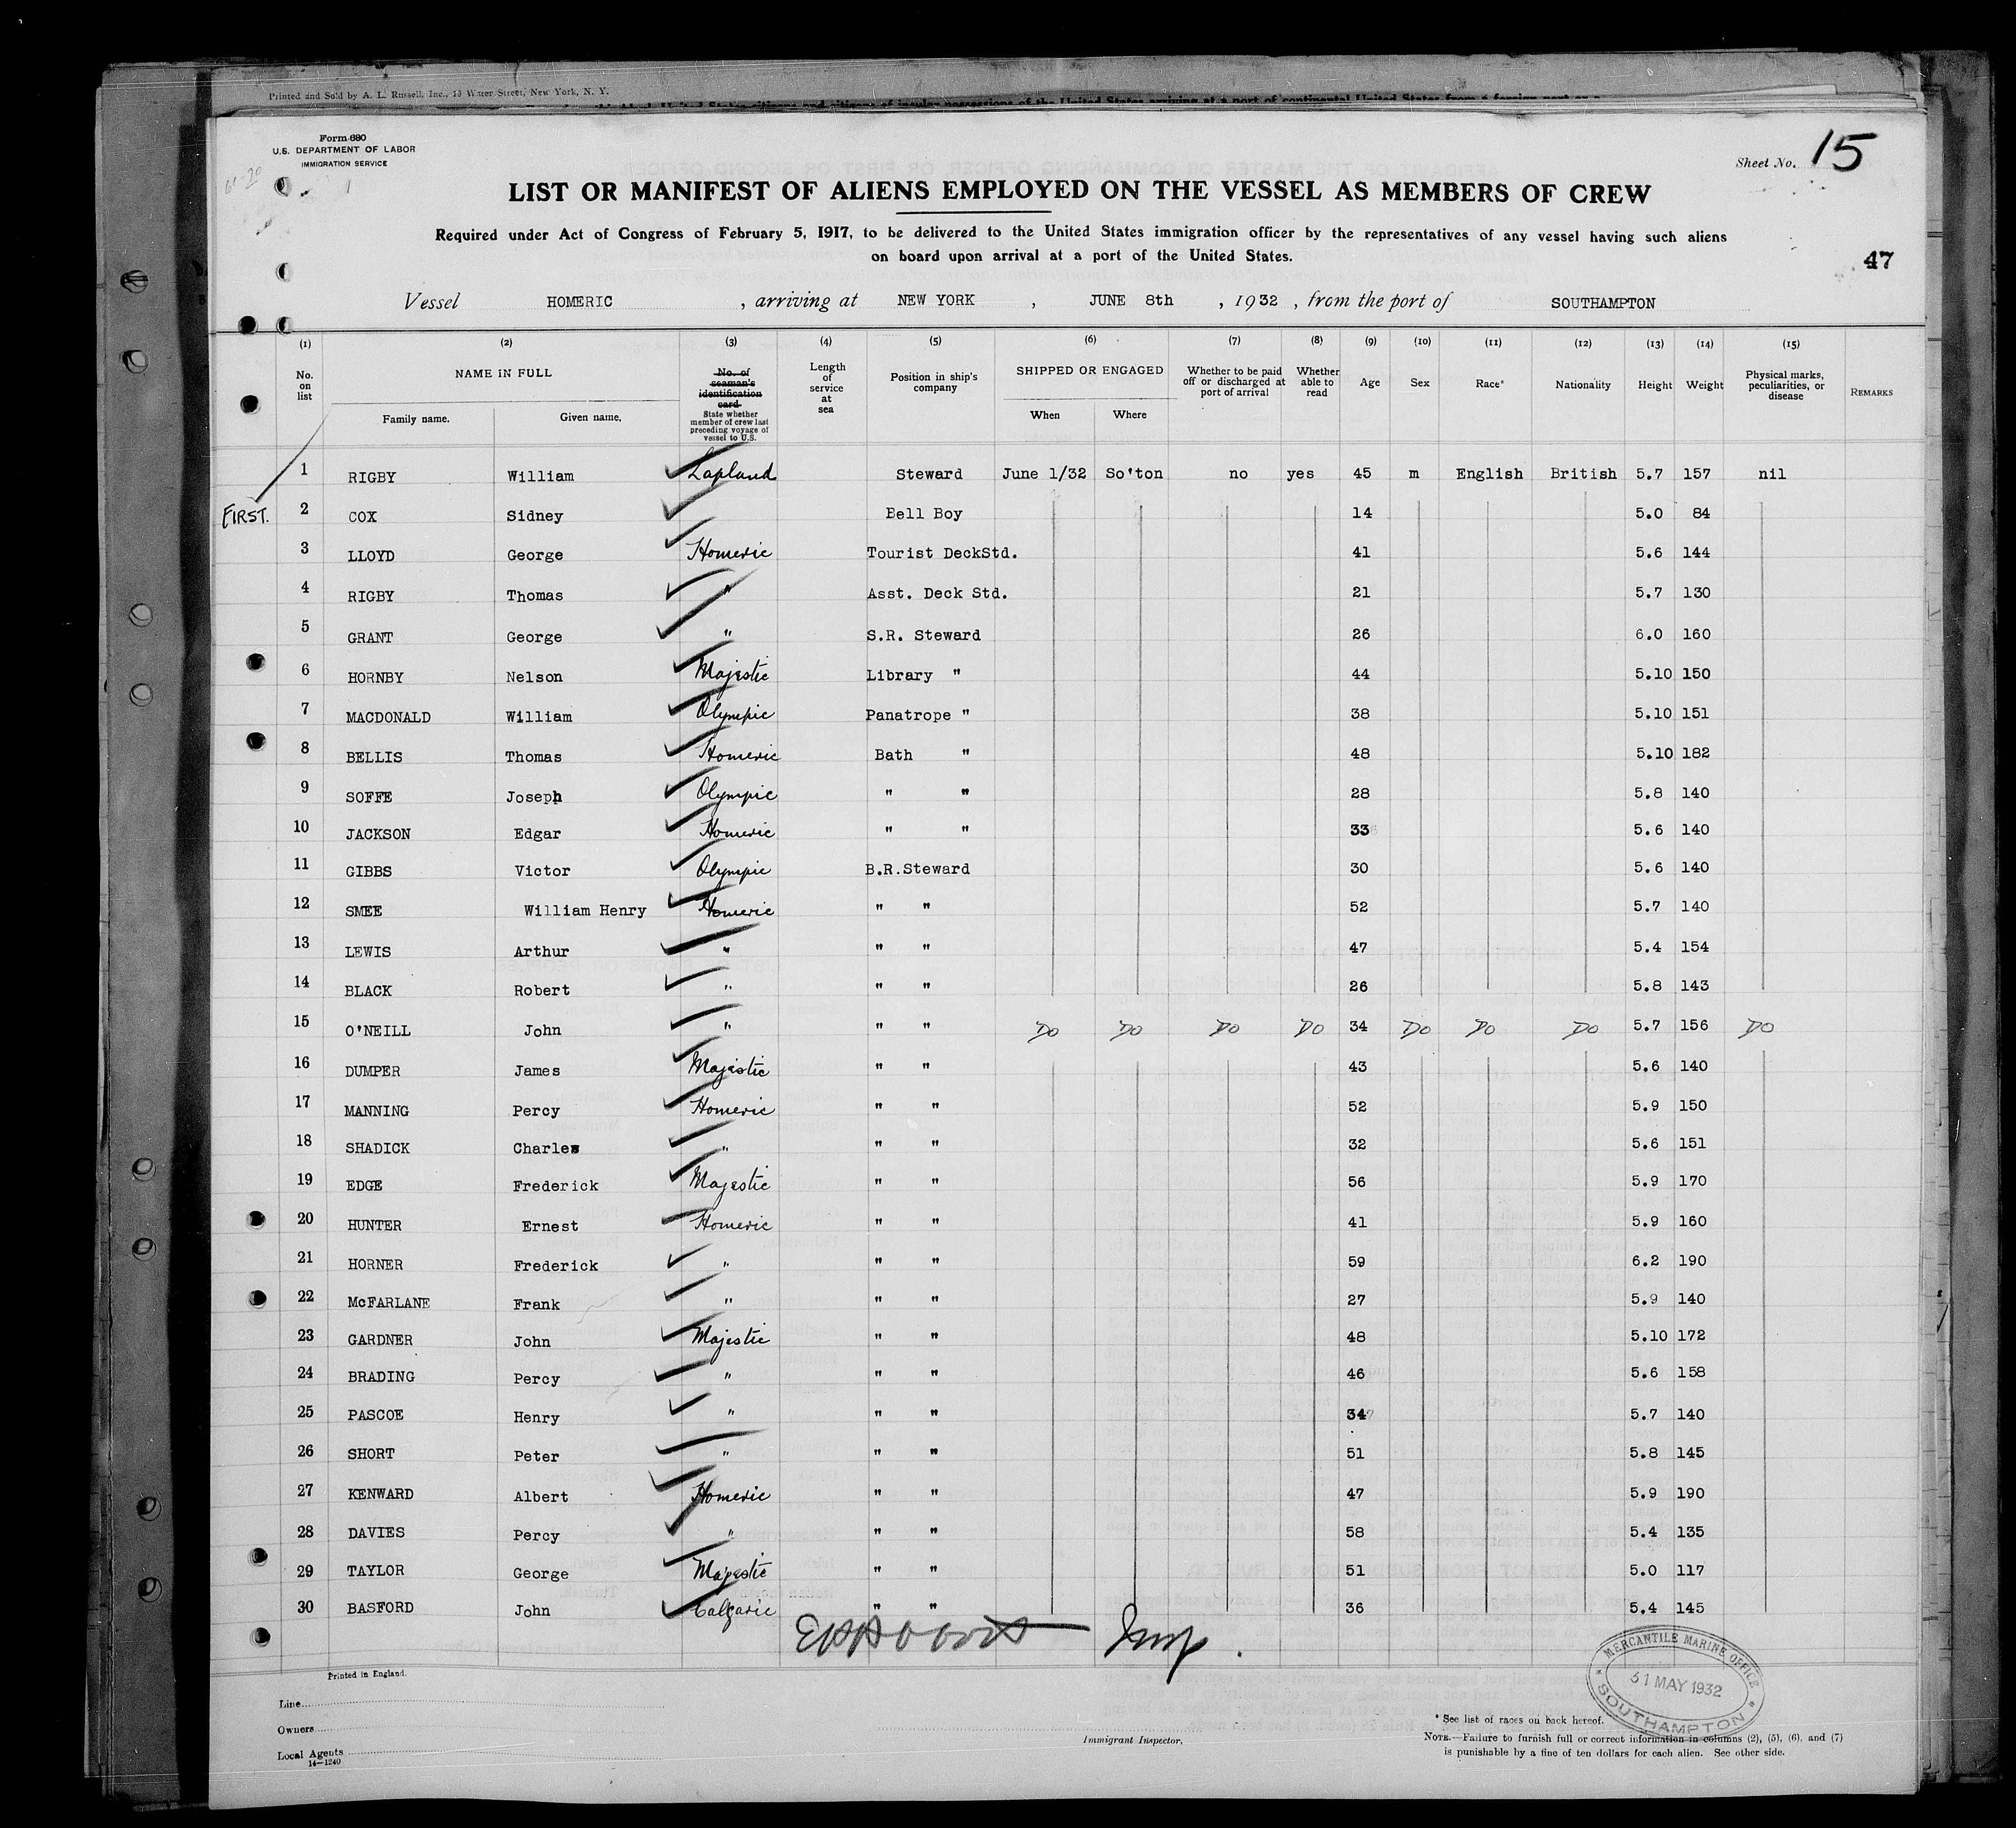 Printed and Sold by A. L. Russell, Inc., 13 Water Street, New York, N. Y.
Form 680
U.S. DEPARTMENT OF LABOR
IMMIGRATION SERVICE
Sheet No. 15
LIST OR MANIFEST OF ALIENS EMPLOYED ON THE VESSEL AS MEMBERS OF CREW
Required under Act of Congress of February 5, 1917, to be delivered to the United States immigration officer by the representatives of any vessel having such aliens
on board upon arrival at a port of the United States.
47
Vessel HOMERIC , arriving at NEW YORK , JUNE 8th , 1932 , from the port of SOUTHAMPTON
(1) (2) (3) (4) (5) (6) (7) (8) (9) (10) (11) (12) (13) (14) (15)
No. on list NAME IN FULL Family name. Given name. No. of seaman's identification card State whether member of crew last preceding voyage of vessel to U.S. Length of service at sea Position in ship's company SHIPPED OR ENGAGED When Where Whether to be paid off or discharged at port of arrival Whether able to read Age Sex Race* Nationality Height Weight Physical marks, peculiarities, or disease REMARKS
1 RIGBY William Lapland Steward June 1/32 So'ton no yes 45 m English British 5.7 157 nil
FIRST. 2 COX Sidney Bell Boy 14 5.0 84
3 LLOYD George Homeric Tourist DeckStd. 41 5.6 144
4 RIGBY Thomas " Asst. Deck Std. 21 5.7 130
5 GRANT George " S.R. Steward 26 6.0 160
6 HORNBY Nelson Majestic Library " 44 5.10 150
7 MACDONALD William Olympic Panatrope " 38 5.10 151
8 BELLIS Thomas Homeric Bath " 48 5.10 182
9 SOFFE Joseph Olympic " " 28 5.8 140
10 JACKSON Edgar Homeric " " 33 5.6 140
11 GIBBS Victor Olympic B.R.Steward 30 5.6 140
12 SMEE William Henry Homeric " " 52 5.7 140
13 LEWIS Arthur " " " 47 5.4 154
14 BLACK Robert " " " 26 5.8 143
15 O'NEILL John " " " DO DO DO DO 34 DO DO DO 5.7 156 DO
16 DUMPER James Majestic " " 43 5.6 140
17 MANNING Percy Homeric " " 52 5.9 150
18 SHADICK Charles " " " 32 5.6 151
19 EDGE Frederick Majestic " " 56 5.9 170
20 HUNTER Ernest Homeric " " 41 5.9 160
21 HORNER Frederick " " " 59 6.2 190
22 McFARLANE Frank " " " 27 5.9 140
23 GARDNER John Majestic " " 48 5.10 172
24 BRADING Percy " " " 46 5.6 158
25 PASCOE Henry " " " 34 5.7 140
26 SHORT Peter " " " 51 5.8 145
27 KENWARD Albert Homeric " " 47 5.9 190
28 DAVIES Percy " " " 58 5.4 135
29 TAYLOR George Majestic " " 51 5.0 117
30 BASFORD John Calgaric " " 36 5.4 145
Insp.
Printed in England.
MERCANTILE MARINE OFFICE
31 MAY 1932
SOUTHAMPTON
Line
Owners
Local Agents
14—1240
Immigrant Inspector.
* See list of races on back hereof.
NOTE.—Failure to furnish full or correct information in columns (2), (5), (6), and (7)
is punishable by a fine of ten dollars for each alien. See other side.